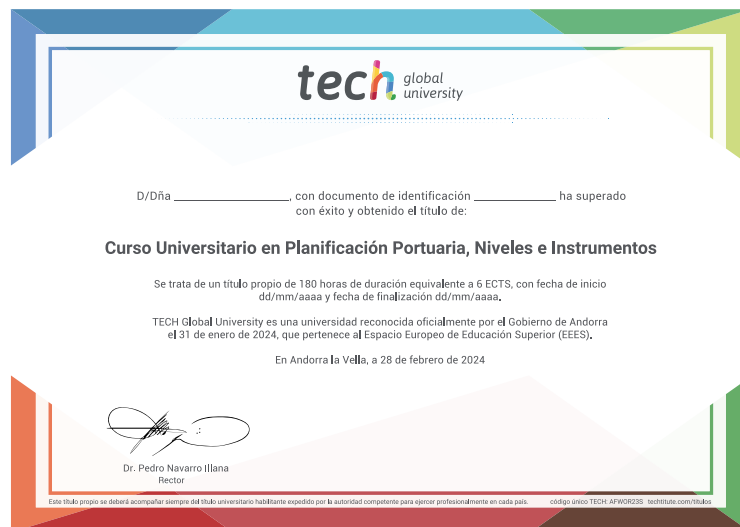 tech global
university
D/Dña ______________________, con documento de identificación ______________ ha superado
con éxito y obtenido el título de:
Curso Universitario en Planificación Portuaria, Niveles e Instrumentos
Se trata de un título propio de 180 horas de duración equivalente a 6 ECTS, con fecha de inicio
dd/mm/aaaa y fecha de finalización dd/mm/aaaa.
TECH Global University es una universidad reconocida oficialmente por el Gobierno de Andorra
el 31 de enero de 2024, que pertenece al Espacio Europeo de Educación Superior (EEES).
En Andorra la Vella, a 28 de febrero de 2024
Dr. Pedro Navarro Illana
Rector
Este título propio se deberá acompañar siempre del título universitario habilitante expedido por la autoridad competente para ejercer profesionalmente en cada país. código único TECH: AFWOR23S techtitute.com/titulos